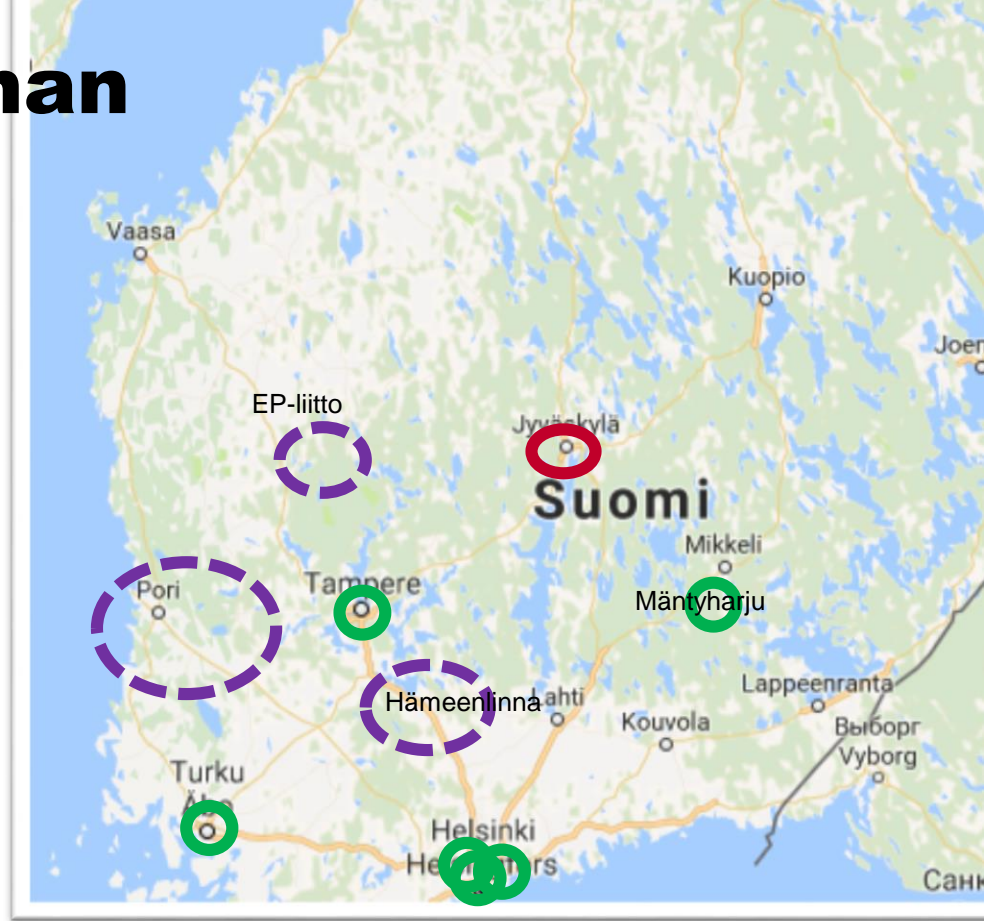 nan
Vaasa
Kuopio
Joen
EP-liitto
Jyväskylä
Suomi
Mikkeli
Pori
Tampere
Mäntyharju
Lappeenranta
Hämeenlinna
Lahti
Kouvola
Выборг
Vyborg
Turku
Åbo
Helsinki
Helsingfors
Санк